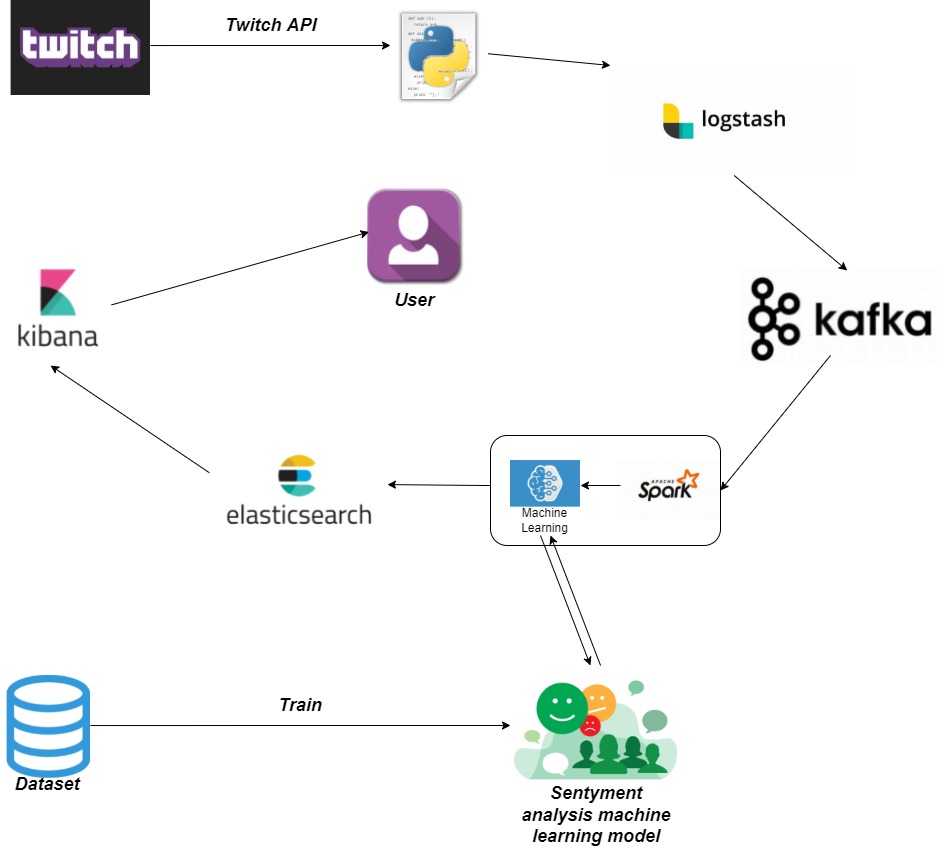 twitch
Twitch API
logstash
User
kibana
kafka
elasticsearch
Machine
Learning
APACHE
Spark
Train
Dataset
Sentyment
analysis machine
learning model